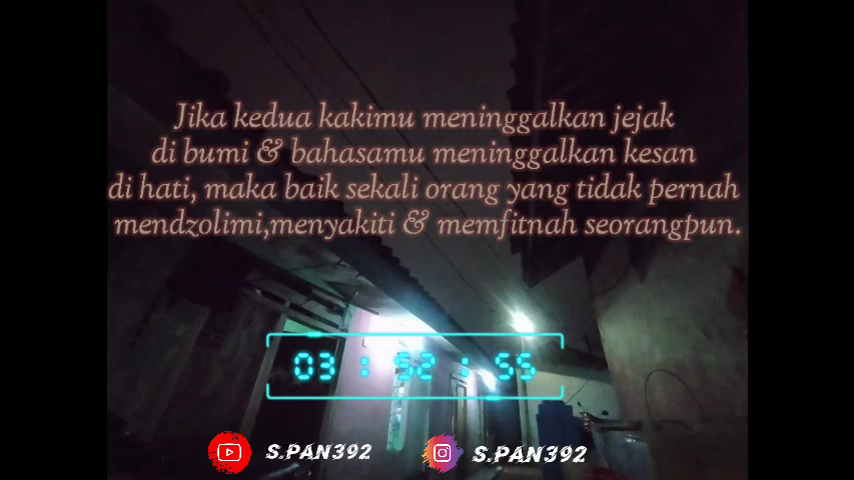 Jika kedua kakimu meninggalkan jejak
di bumi & bahasamu meninggalkan kesan
di hati, maka baik sekali orang yang tidak pernah
mendzolimi,menyakiti & memfitnah seorangpun.
03 : 52 : 55
S.PAN392 S.PAN392